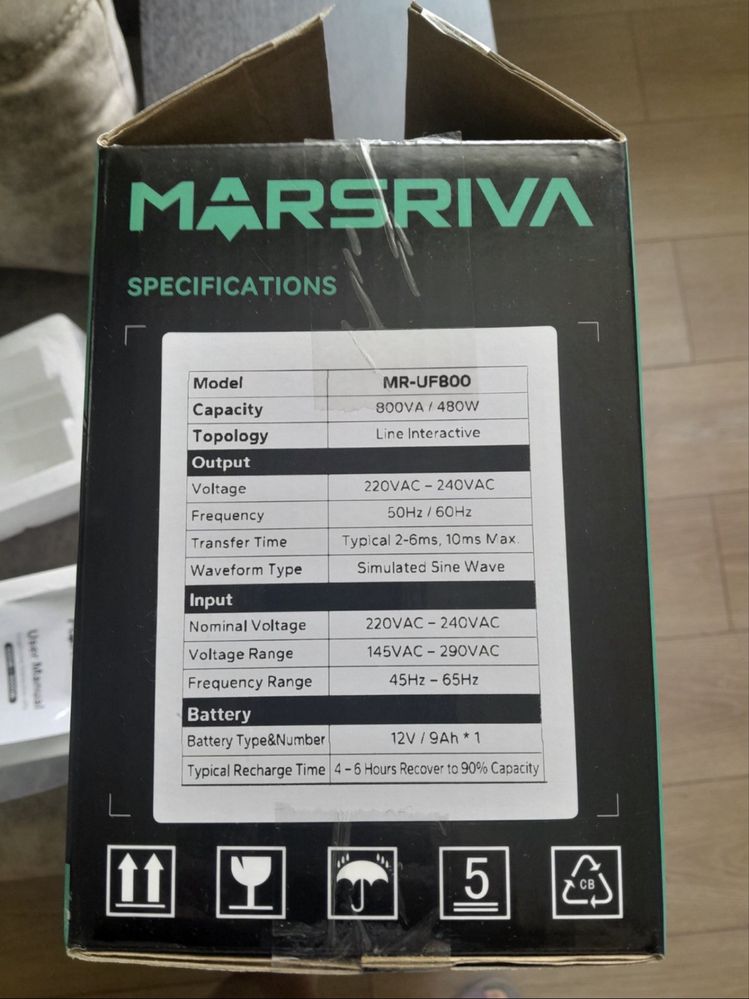 MARSRIVA
SPECIFICATIONS
Model MR-UF800
Capacity 800VA / 480W
Topology Line Interactive
Output
Voltage 220VAC – 240VAC
Frequency 50Hz / 60Hz
Transfer Time Typical 2-6ms, 10ms Max.
Waveform Type Simulated Sine Wave
Input
Nominal Voltage 220VAC – 240VAC
Voltage Range 145VAC – 290VAC
Frequency Range 45Hz – 65Hz
Battery
Battery Type&Number 12V / 9Ah * 1
Typical Recharge Time 4 – 6 Hours Recover to 90% Capacity
5
CB
User Manual